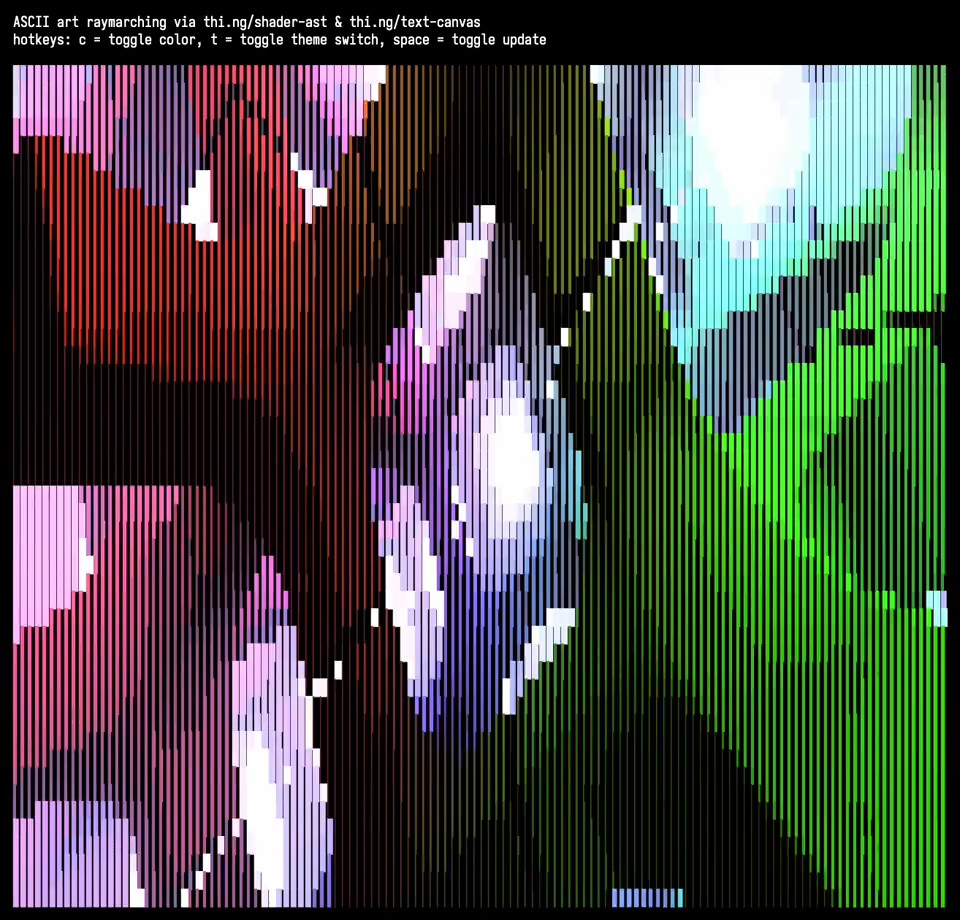 ASCII art raymarching via thi.ng/shader-ast & thi.ng/text-canvas
hotkeys: c = toggle color, t = toggle theme switch, space = toggle update